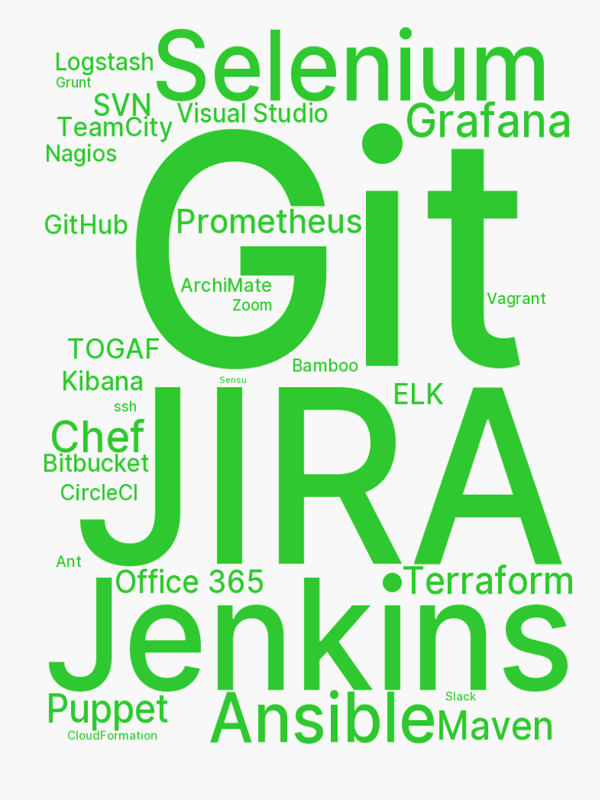 Selenium
Logstash
Grunt
SVN
Visual Studio
Grafana
TeamCity
Nagios
Git
GitHub
Prometheus
ArchiMate
Zoom
Vagrant
TOGAF
Bamboo
Kibana
Sensu
JIRA
ELK
ssh
Chef
Bitbucket
CircleCI
Ant
Office 365
Terraform
Jenkins
Puppet
Ansible
Slack
Maven
CloudFormation